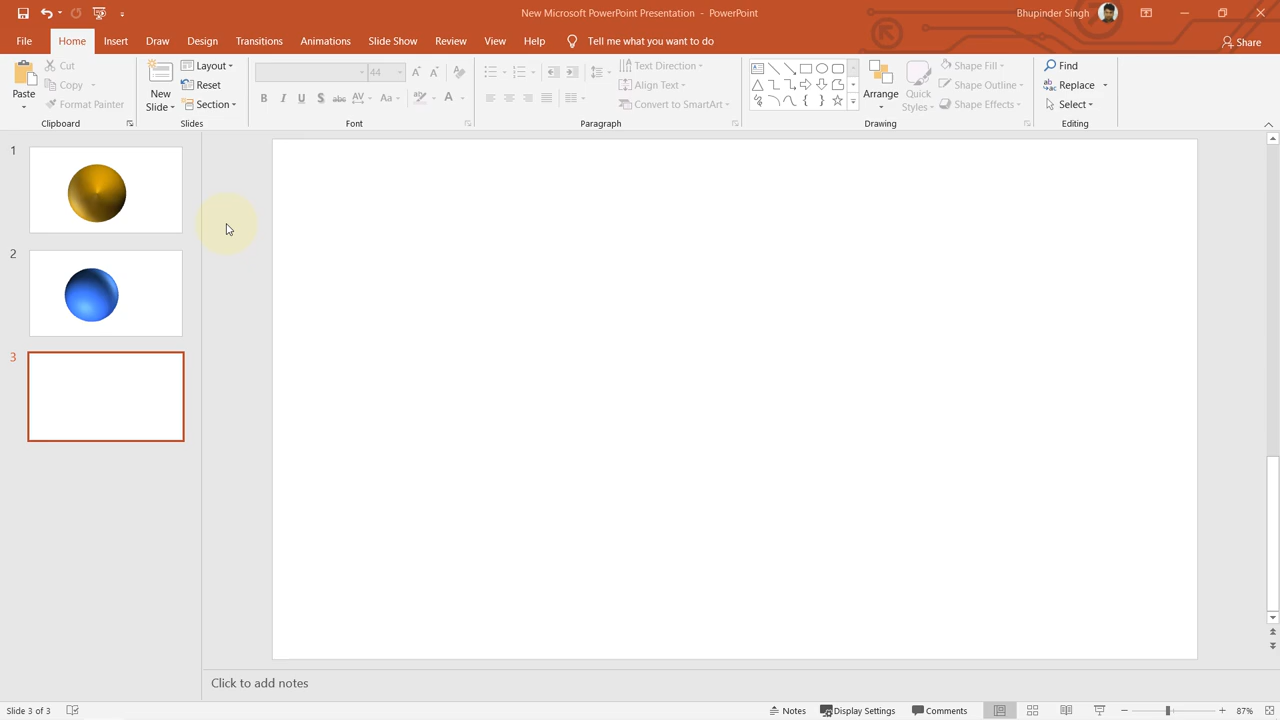 New Microsoft PowerPoint Presentation - PowerPoint
Bhupinder Singh
File Home Insert Draw Design Transitions Animations Slide Show Review View Help Tell me what you want to do Share
Paste
Cut
Copy
Format Painter
Clipboard
New
Slide
Layout
Reset
Section
Slides
44
B I U S abc AV Aa A
Font
Text Direction
Align Text
Convert to SmartArt
Paragraph
Arrange
Quick
Styles
Shape Fill
Shape Outline
Shape Effects
Drawing
Find
Replace
Select
Editing
1
2
3
Click to add notes
Slide 3 of 3
Notes Display Settings Comments 87%